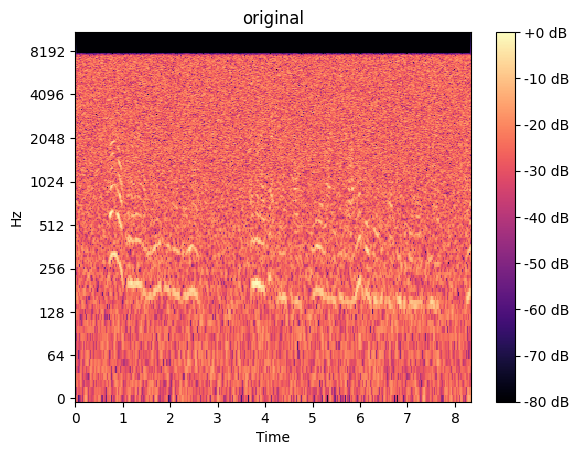 original
+0 dB
8192
-10 dB
4096
-20 dB
2048
-30 dB
1024
Hz
512
-40 dB
-50 dB
256
-60 dB
128
-70 dB
64
0
-80 dB
0 1 2 3 4 5 6 7 8
Time